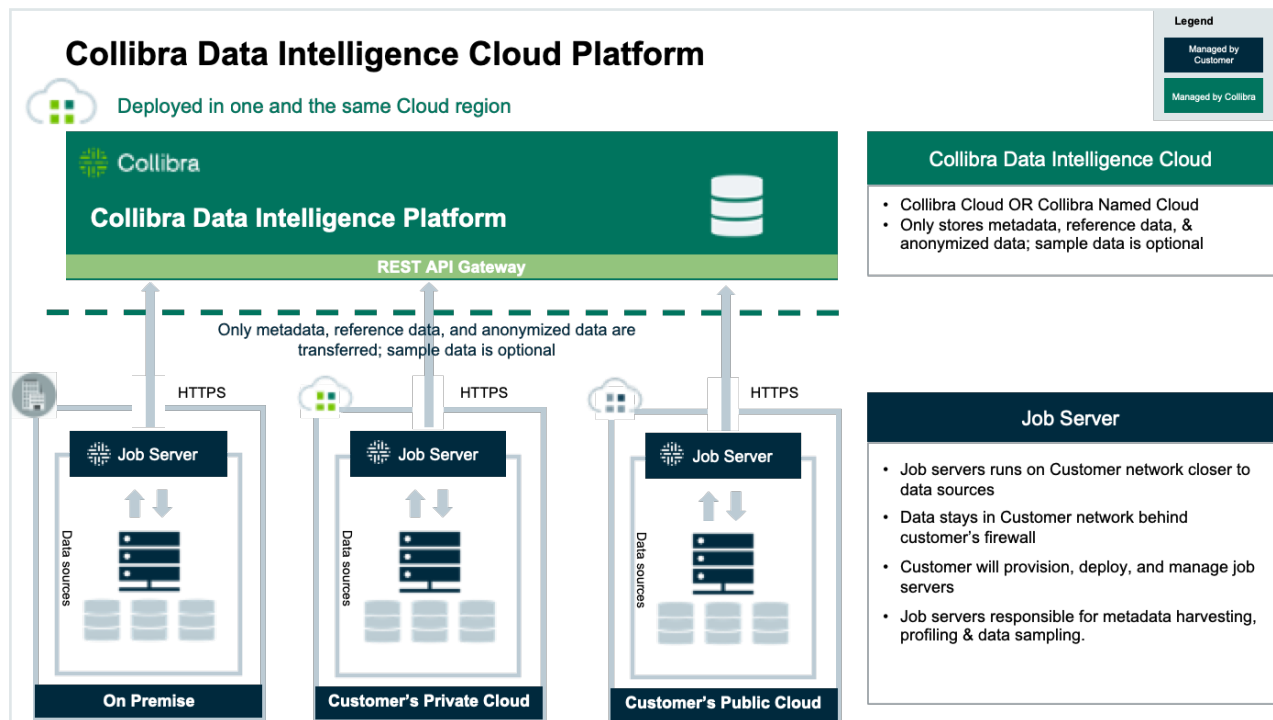 Legend
Managed by
Customer
Managed by Collibra
Collibra Data Intelligence Cloud Platform
Deployed in one and the same Cloud region
Collibra
Collibra Data Intelligence Platform
REST API Gateway
Collibra Data Intelligence Cloud
• Collibra Cloud OR Collibra Named Cloud
• Only stores metadata, reference data, &
anonymized data; sample data is optional
Only metadata, reference data, and anonymized data are
transferred; sample data is optional
HTTPS
HTTPS
HTTPS
Job Server
Job Server
Job Server
Data sources
Data sources
Data sources
On Premise
Customer's Private Cloud
Customer's Public Cloud
Job Server
• Job servers runs on Customer network closer to
data sources
• Data stays in Customer network behind
customer's firewall
• Customer will provision, deploy, and manage job
servers
• Job servers responsible for metadata harvesting,
profiling & data sampling.